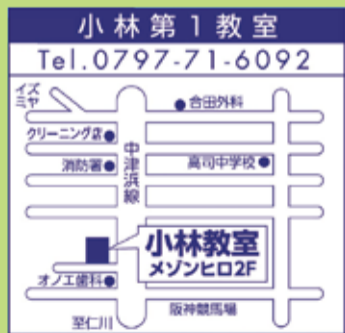 小林第1教室
Tel.0797-71-6092
イズ
ミヤ
合田外科
クリーニング店
消防署
中津浜線
高司中学校
小林教室
メゾンヒロ2F
オノエ歯科
阪神競馬場
至仁川